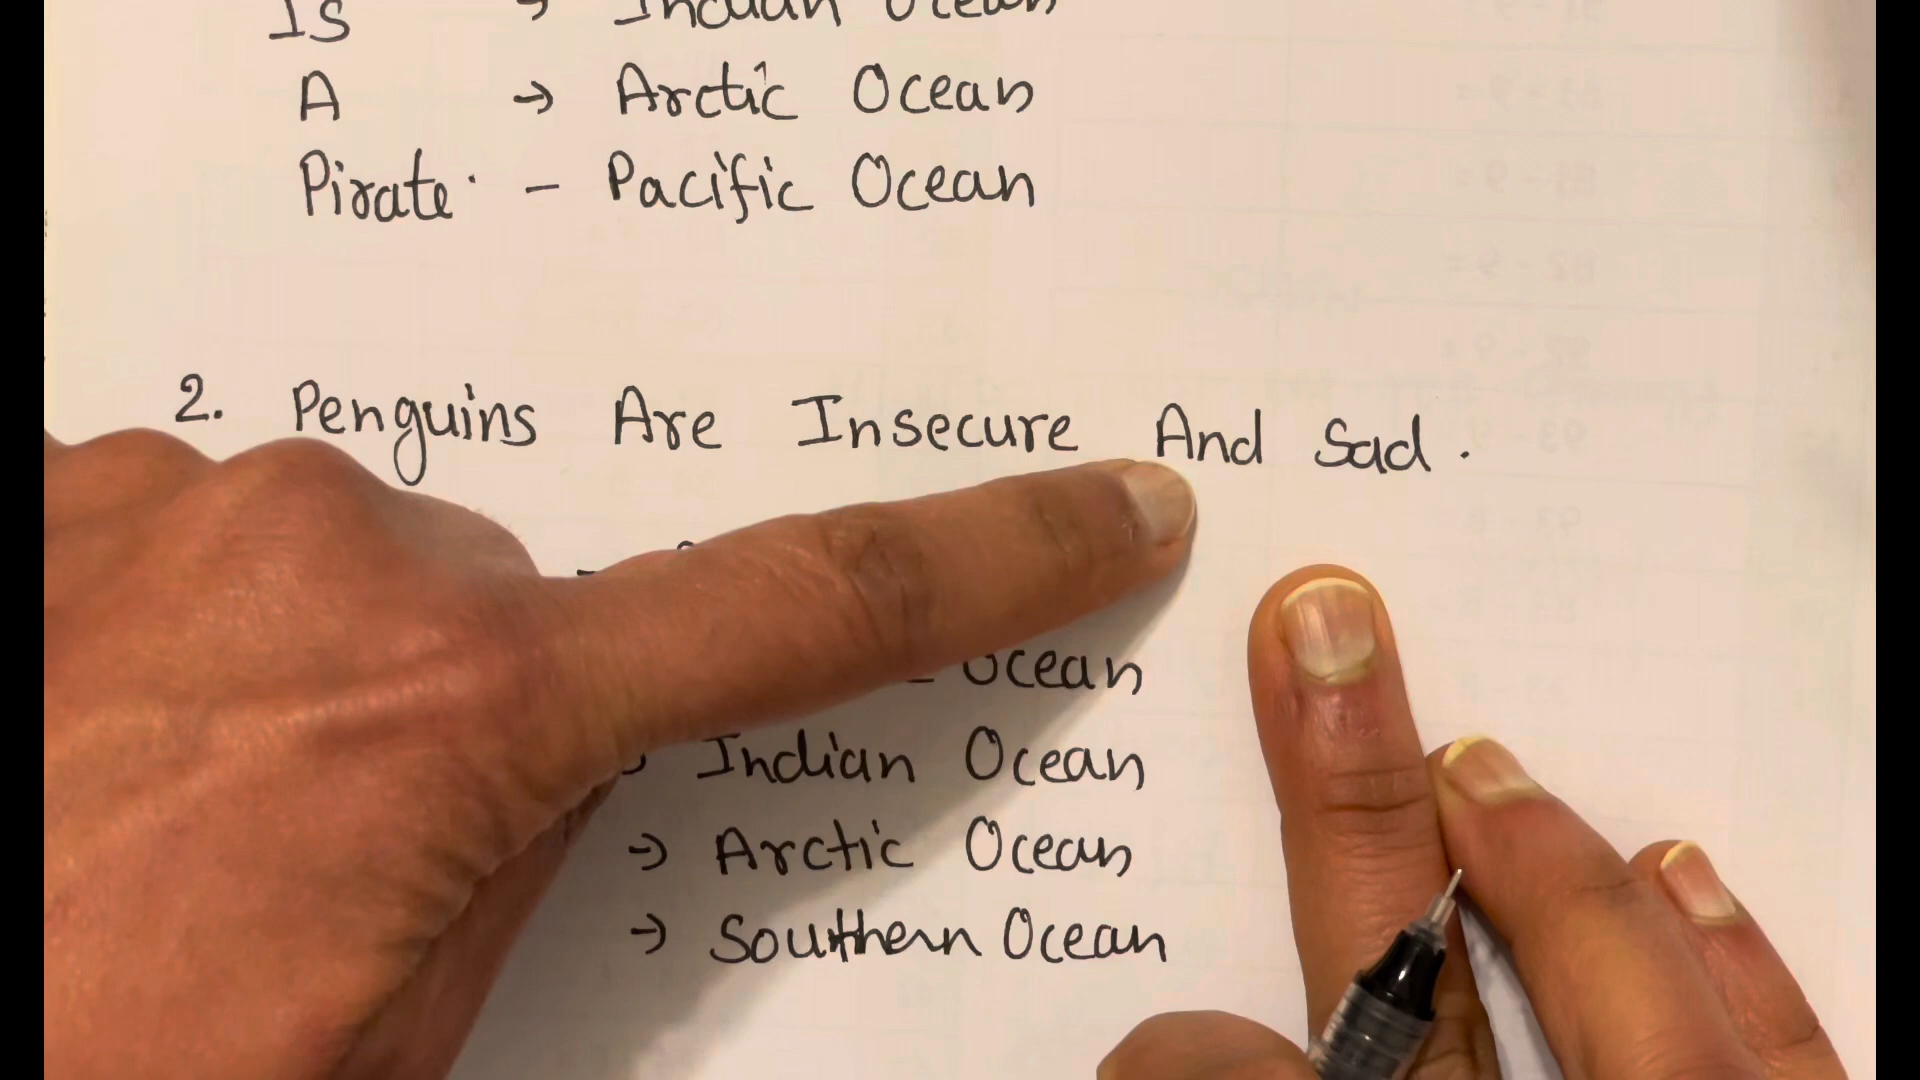 IS → Indian Ocean
A → Arctic Ocean
Pirate. - Pacific Ocean
2. Penguins Are Insecure And Sad.
Ocean
Indian Ocean
→ Arctic Ocean
→ Southern Ocean